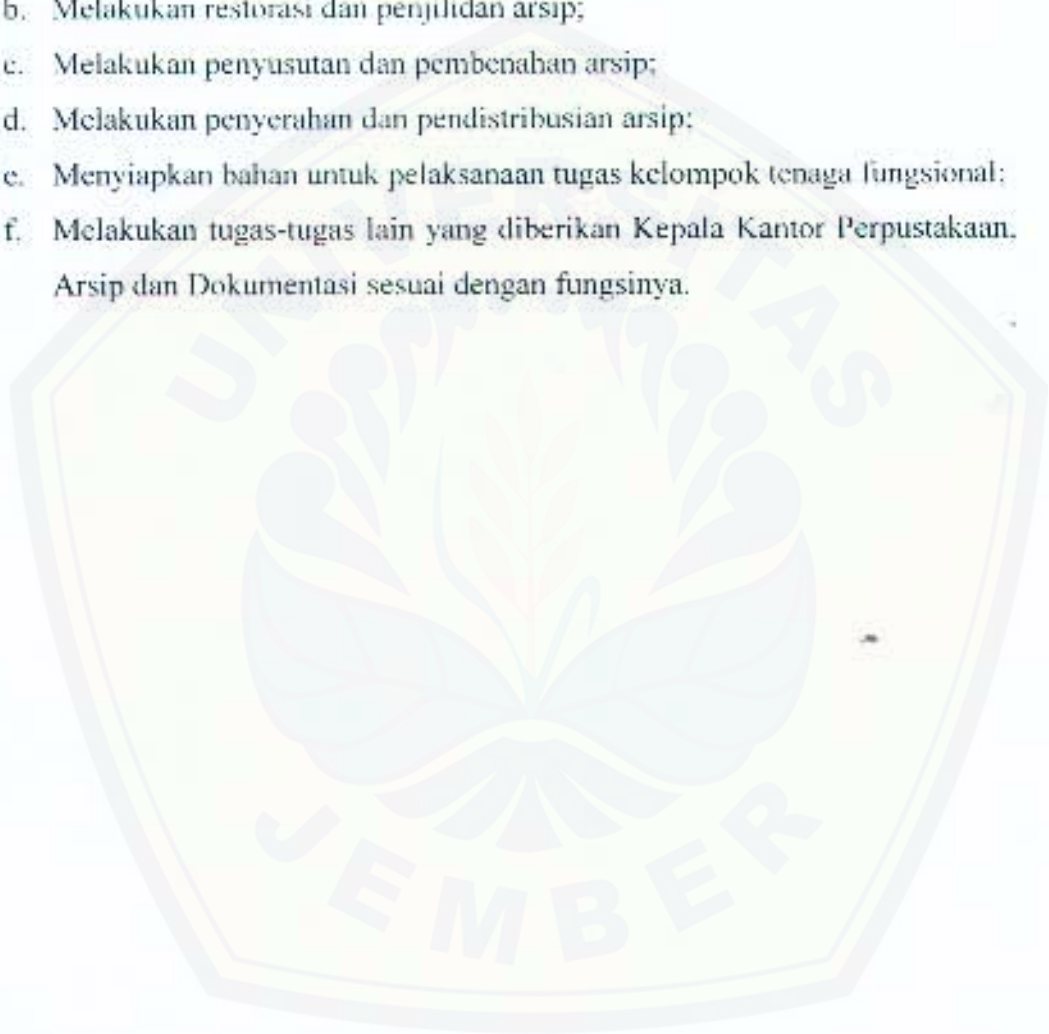 b. Melakukan restorasi dan penjilidan arsip;
c. Melakukan penyusutan dan pembenahan arsip;
d. Melakukan penyerahan dan pendistribusian arsip;
e. Menyiapkan bahan untuk pelaksanaan tugas kelompok tenaga fungsional;
f. Melakukan tugas-tugas lain yang diberikan Kepala Kantor Perpustakaan,
Arsip dan Dokumentasi sesuai dengan fungsinya.
UNIVERSITAS
JEMBER